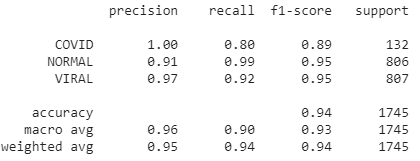 precision recall f1-score support
COVID 1.00 0.80 0.89 132
NORMAL 0.91 0.99 0.95 806
VIRAL 0.97 0.92 0.95 807
accuracy 0.94 1745
macro avg 0.96 0.90 0.93 1745
weighted avg 0.95 0.94 0.94 1745